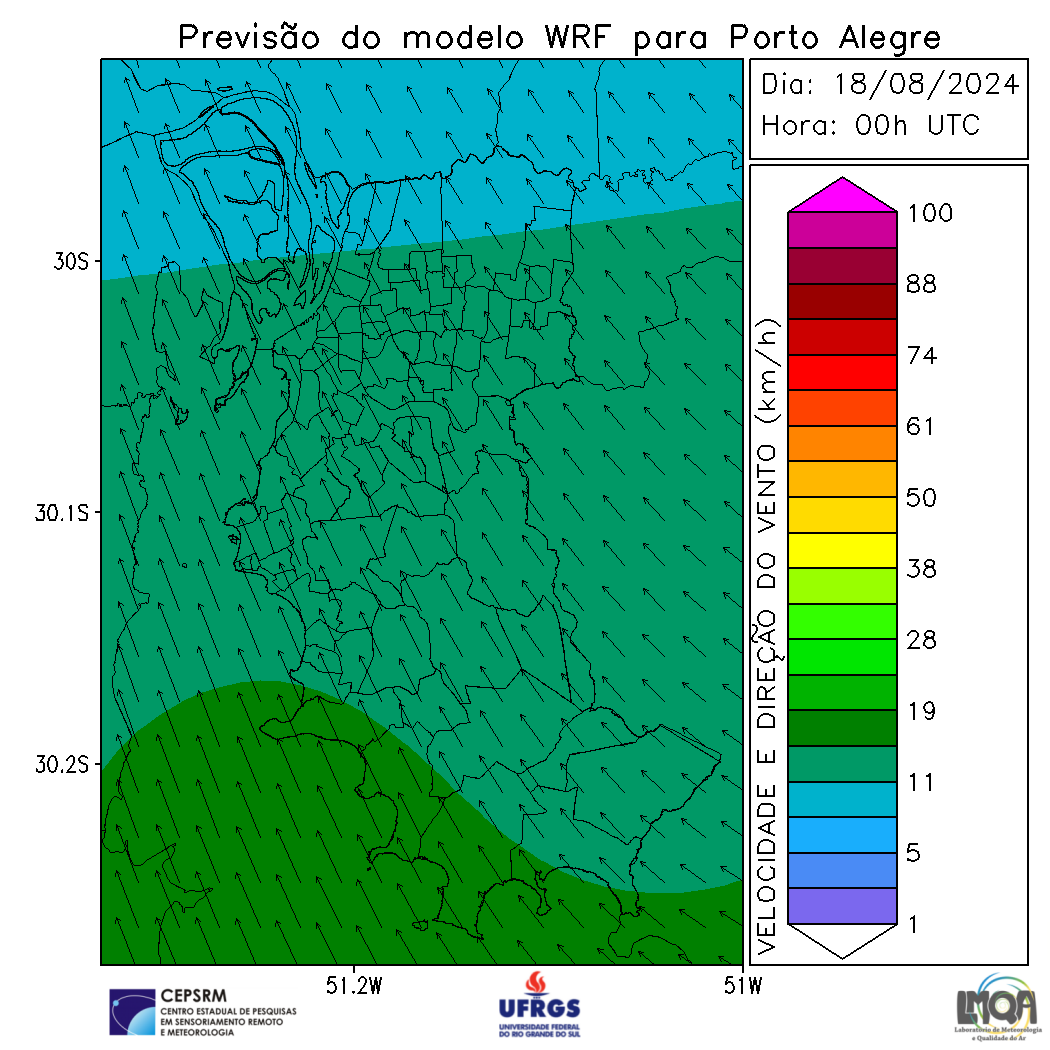 Previsão do modelo WRF para Porto Alegre
Dia: 18/08/2024
Hora: 00h UTC
30S
30.1S
30.2S
51.2W
51W
VELOCIDADE E DIREÇÃO DO VENTO (km/h)
100
88
74
61
50
38
28
19
11
5
1
CEPSRM
CENTRO ESTADUAL DE PESQUISAS
EM SENSORIAMENTO REMOTO
E METEOROLOGIA
UFRGS
UNIVERSIDADE FEDERAL
DO RIO GRANDE DO SUL
LMQA
Laboratório de Meteorologia
e Qualidade do Ar